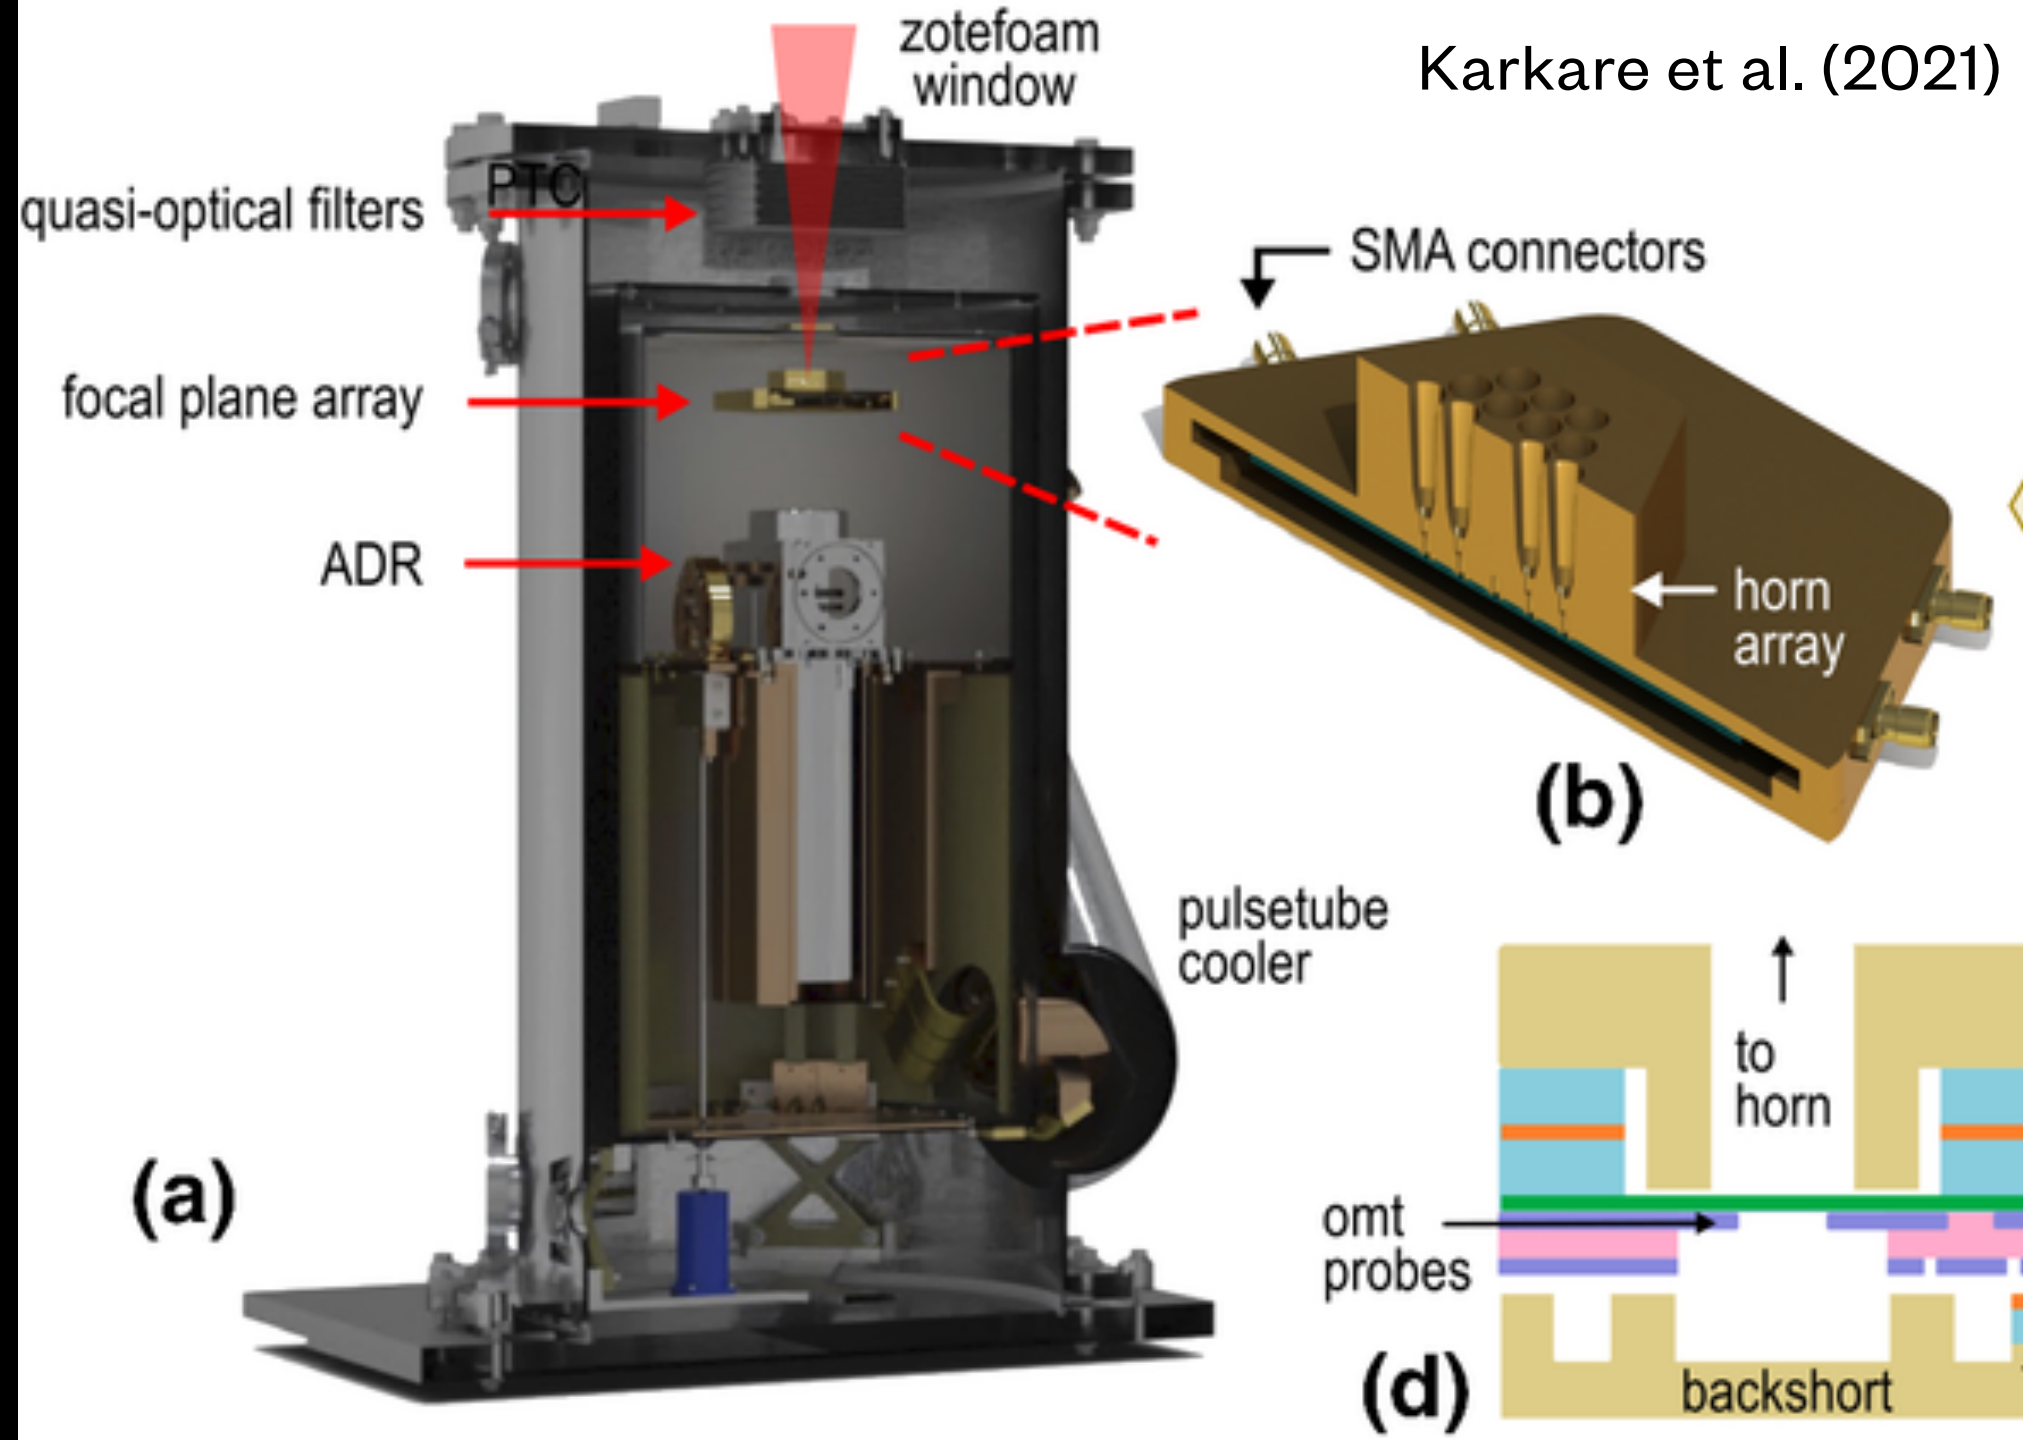 zotefoam
window
Karkare et al. (2021)
PTC
quasi-optical filters
SMA connectors
focal plane array
ADR
horn
array
(b)
pulsetube
cooler
to
horn
(a)
omt
probes
(d)
backshort